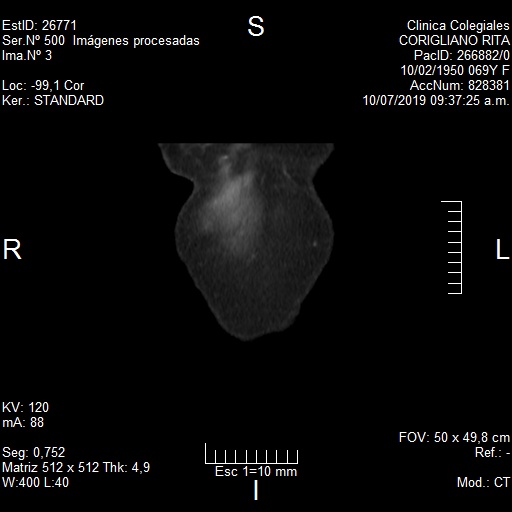 EstID: 26771
Ser.Nº 500  Imágenes procesadas
Ima.Nº 3
Loc: -99,1 Cor
Ker.: STANDARD
S
Clinica Colegiales
CORIGLIANO RITA
PacID: 266882/0
10/02/1950 069Y F
AccNum: 828381
10/07/2019 09:37:25 a.m.
R
L
KV: 120
mA: 88
Seg: 0,752
Matriz 512 x 512 Thk: 4,9
W:400 L:40
Esc 1=10 mm
I
FOV: 50 x 49,8 cm
Ref.: -
Mod.: CT